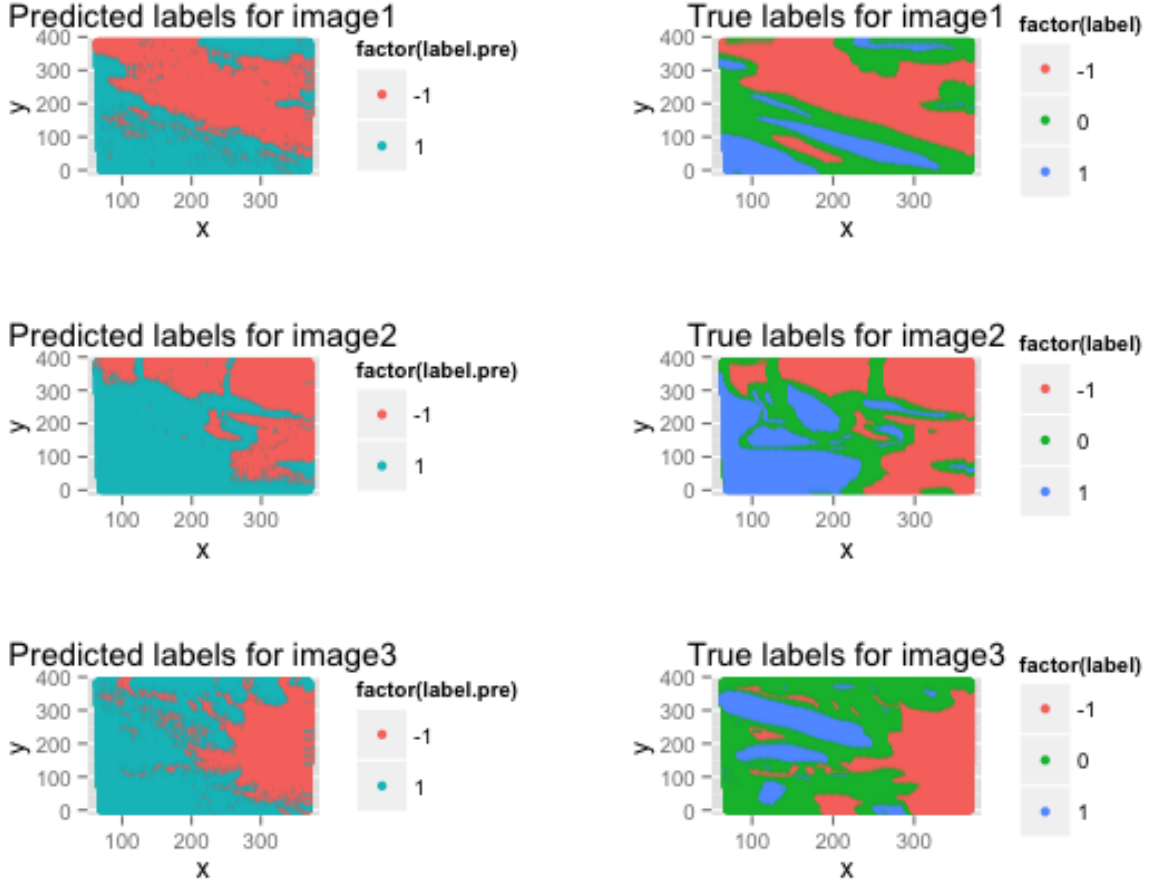 Predicted labels for image1
400
300
200
100
0
y
100 200 300
x
factor(label.pre)
-1
1
True labels for image1
400
300
200
100
0
y
100 200 300
x
factor(label)
-1
0
1
Predicted labels for image2
400
300
200
100
0
y
100 200 300
x
factor(label.pre)
-1
1
True labels for image2
400
300
200
100
0
y
100 200 300
x
factor(label)
-1
0
1
Predicted labels for image3
400
300
200
100
0
y
100 200 300
x
factor(label.pre)
-1
1
True labels for image3
400
300
200
100
0
y
100 200 300
x
factor(label)
-1
0
1